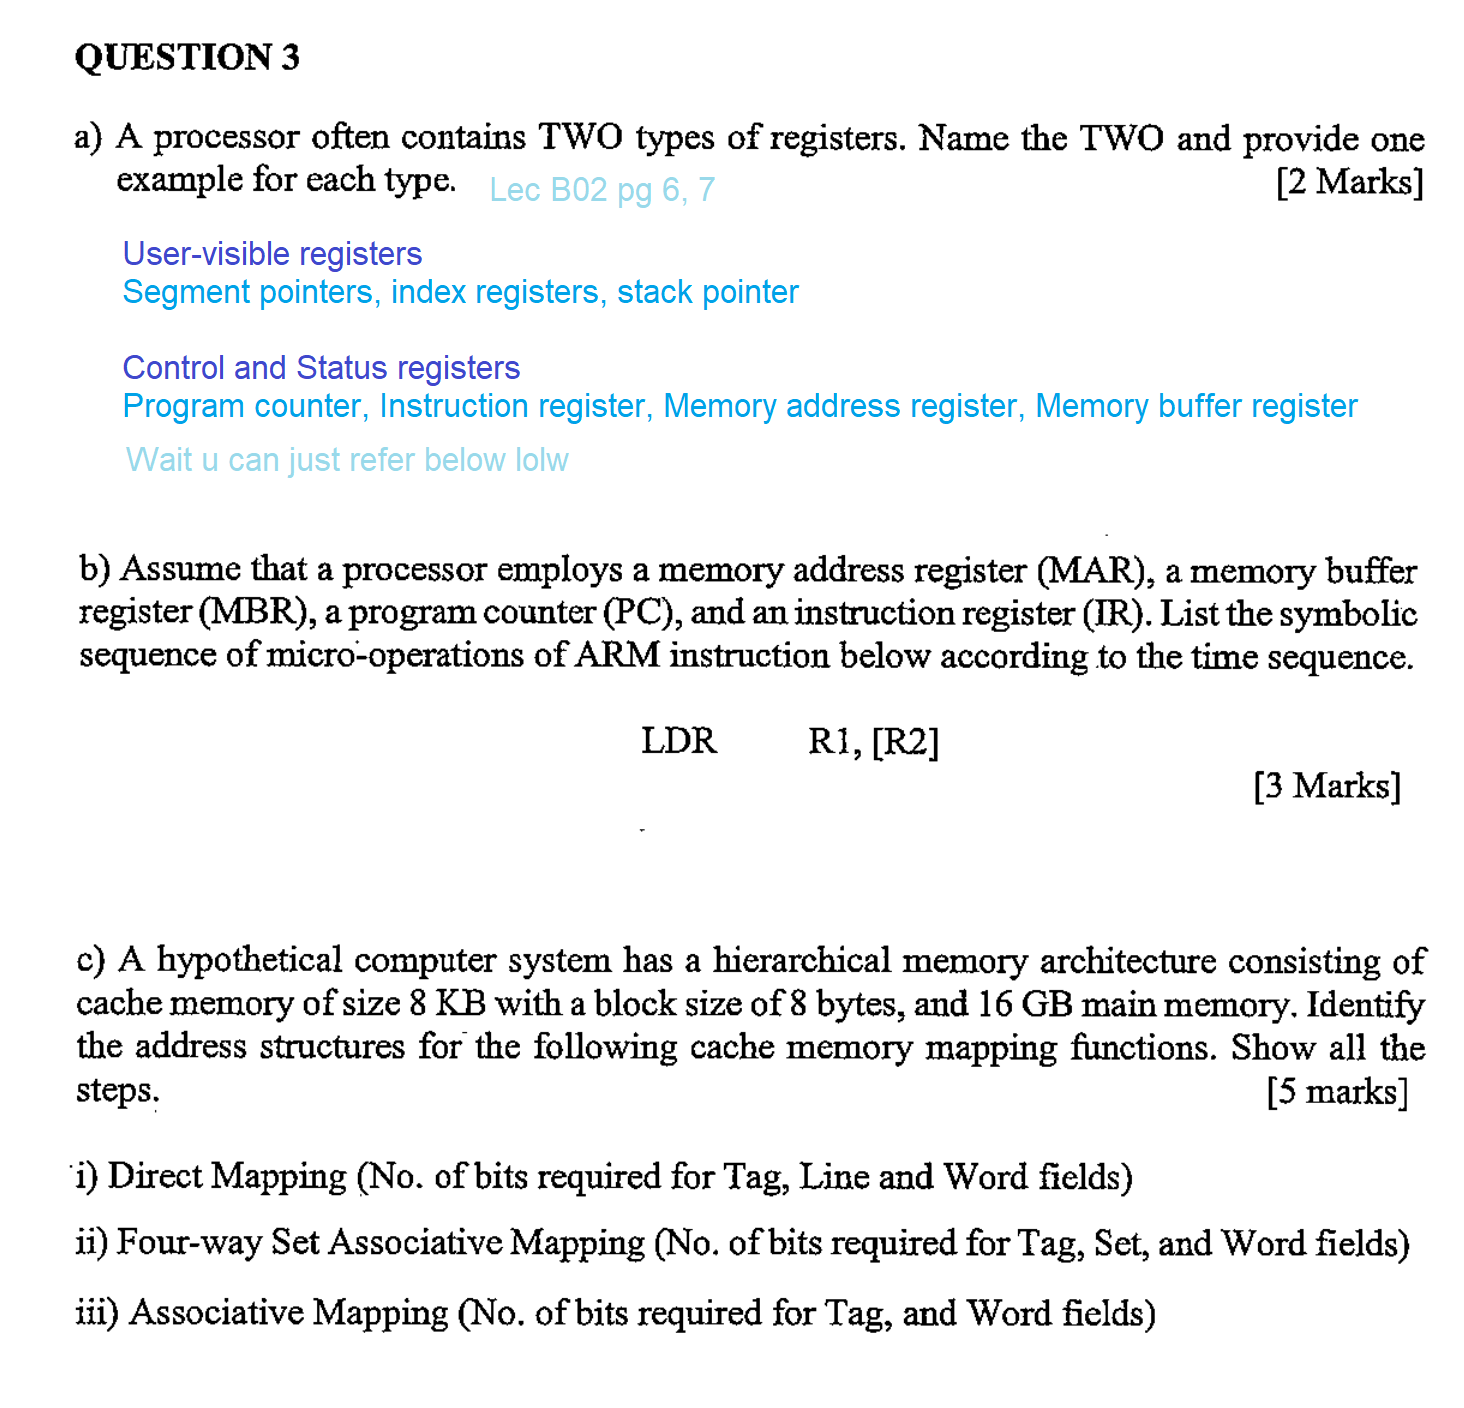 QUESTION 3
a) A processor often contains TWO types of registers. Name the TWO and provide one
example for each type. Lec B02 pg 6, 7 [2 Marks]
User-visible registers
Segment pointers, index registers, stack pointer
Control and Status registers
Program counter, Instruction register, Memory address register, Memory buffer register
Wait u can just refer below lolw
b) Assume that a processor employs a memory address register (MAR), a memory buffer
register (MBR), a program counter (PC), and an instruction register (IR). List the symbolic
sequence of micro-operations of ARM instruction below according to the time sequence.
LDR R1, [R2]
[3 Marks]
c) A hypothetical computer system has a hierarchical memory architecture consisting of
cache memory of size 8 KB with a block size of 8 bytes, and 16 GB main memory. Identify
the address structures for the following cache memory mapping functions. Show all the
steps. [5 marks]
i) Direct Mapping (No. of bits required for Tag, Line and Word fields)
ii) Four-way Set Associative Mapping (No. of bits required for Tag, Set, and Word fields)
iii) Associative Mapping (No. of bits required for Tag, and Word fields)